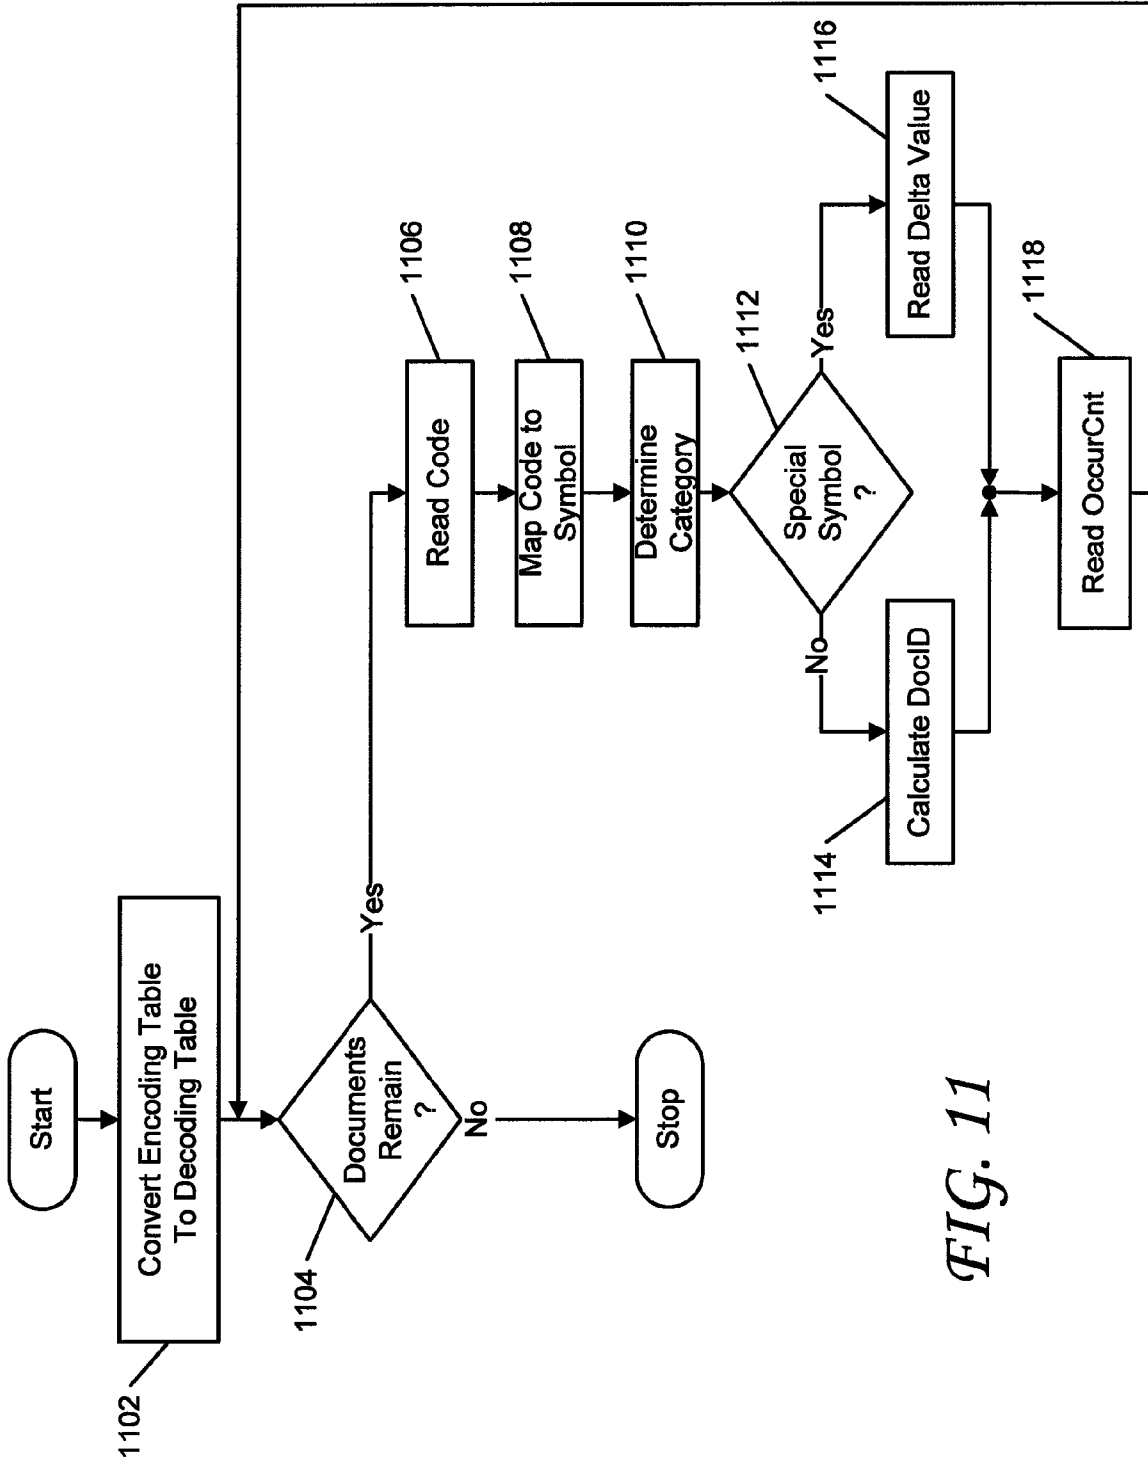 Start
Convert Encoding Table
To Decoding Table
1102
Documents
Remain
?
1104
Yes
No
Stop
Read Code
1106
Map Code to
Symbol
1108
Determine
Category
1110
Special
Symbol
?
1112
No
Yes
Calculate DocID
1114
Read Delta Value
1116
Read OccurCnt
1118
FIG. 11